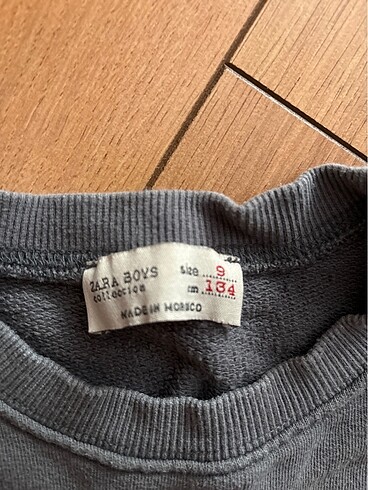 ZARA BOYS size 9
collection cm 134
MADE IN MOROCCO